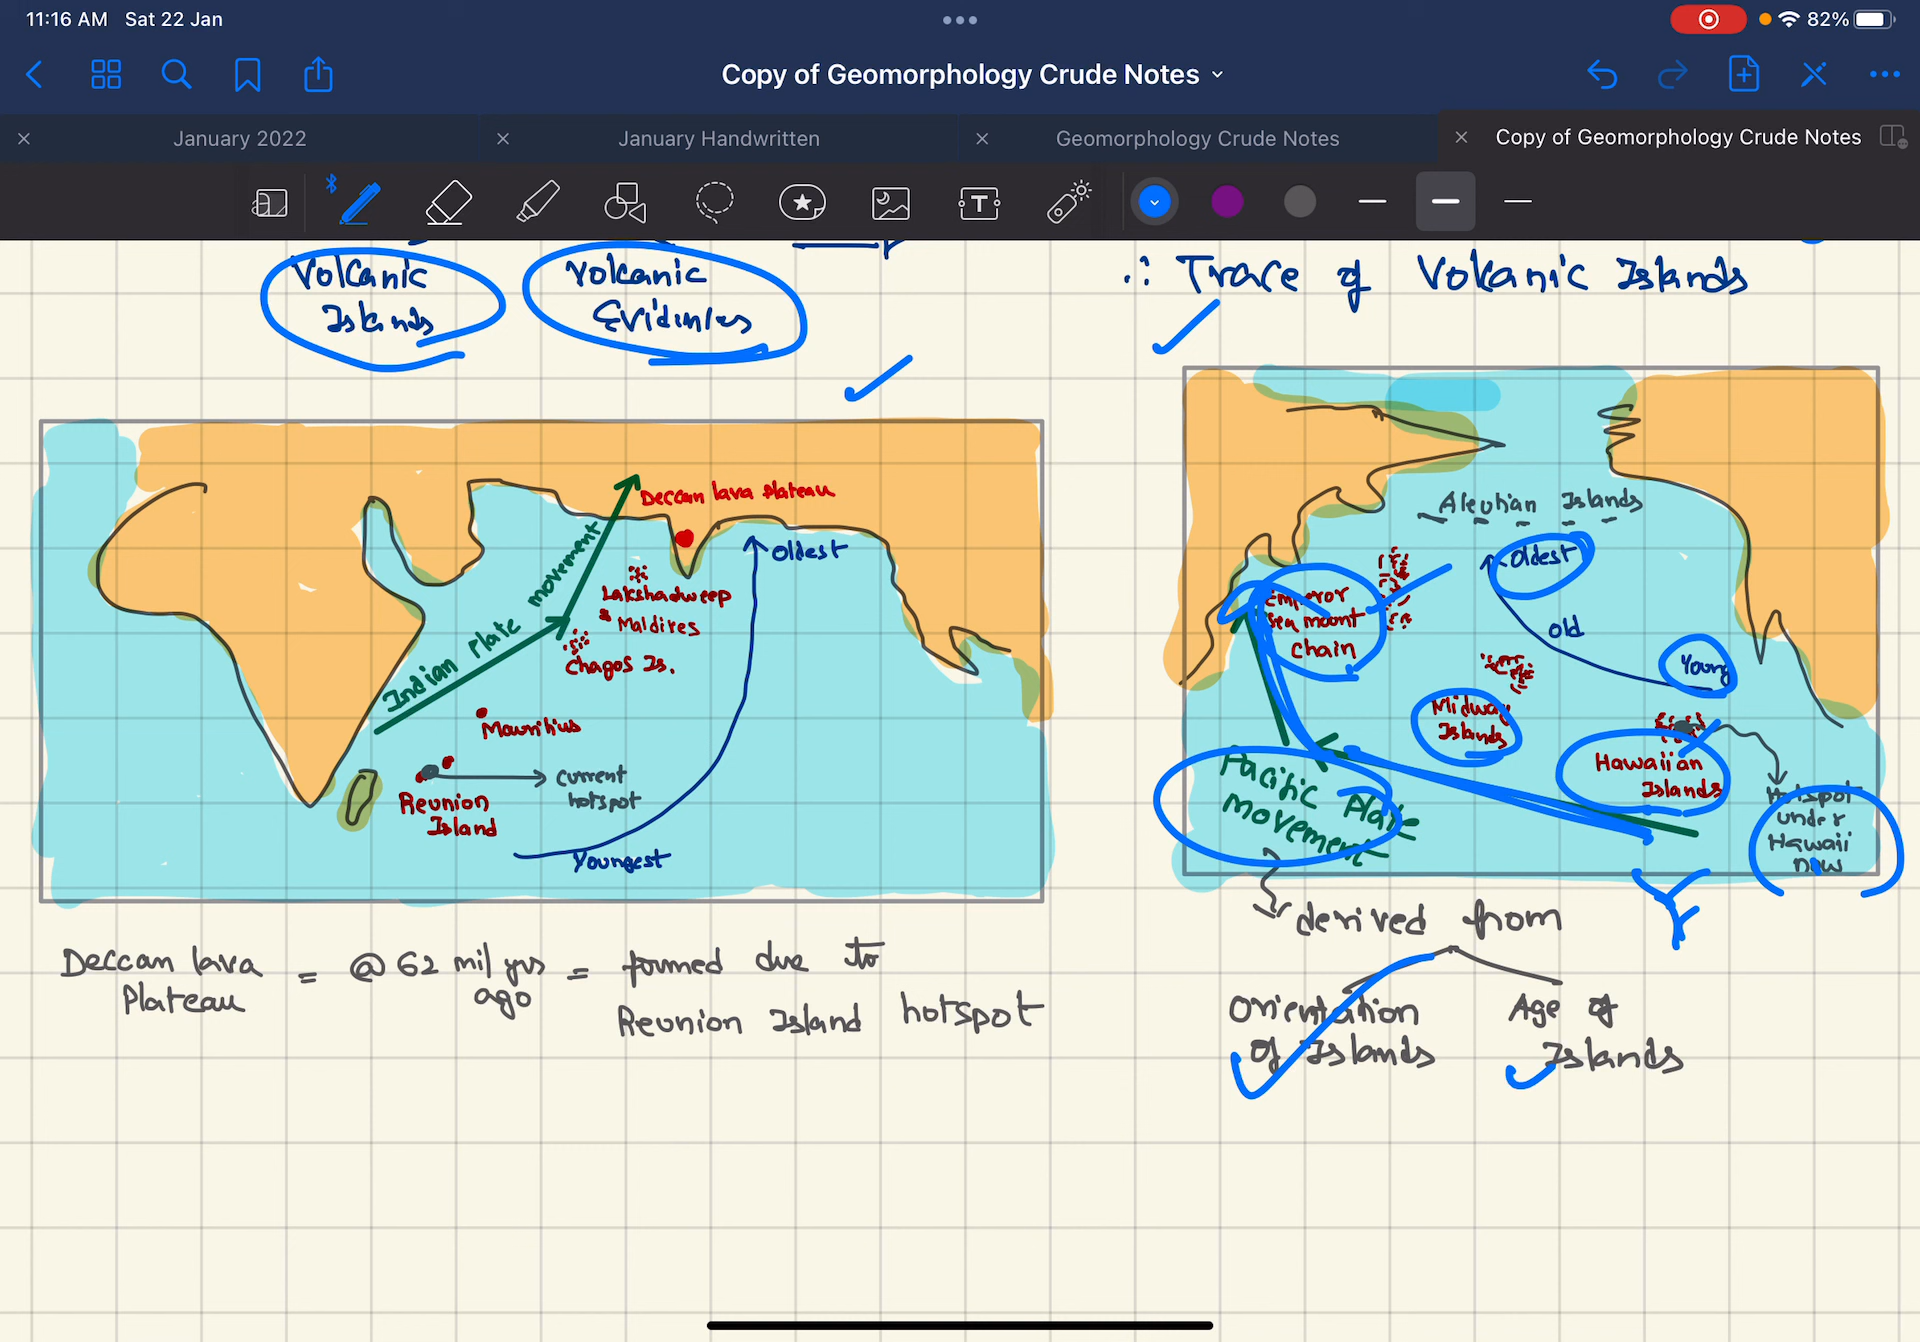 11:16 AM Sat 22 Jan
82%
Copy of Geomorphology Crude Notes
January 2022
January Handwritten
Geomorphology Crude Notes
Copy of Geomorphology Crude Notes
T
Volcanic
Islands
Volcanic
Evidinles
∴ Trace of Volcanic Islands
Deccan lava Plateau
movement
Indian Plate
Oldest
Lakshadweep
Maldives
Chagos Is.
Mauritius
Current
hotspot
Reunion
Island
Youngest
Aleutian Islands
Oldest
Emperor
Sea mount
Chain
Old
Young
Midway
Islands
Hawaiian
Islands
Pacific Plate
Movement
Hotspot
under
Hawaii
now
Deccan lava
Plateau
= @ 62 mil yrs
ago
= formed due to
Reunion Island hotspot
derived from
Orientation
Of Islands
Age of
Islands